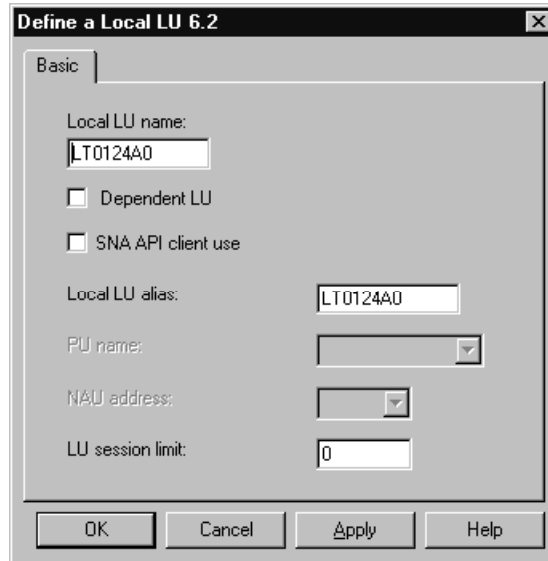 Define a Local LU 6.2
Basic
Local LU name:
LT0124A0
Dependent LU
SNA API client use
Local LU alias: LT0124A0
PU name:
NAU address:
LU session limit: 0
OK Cancel Apply Help